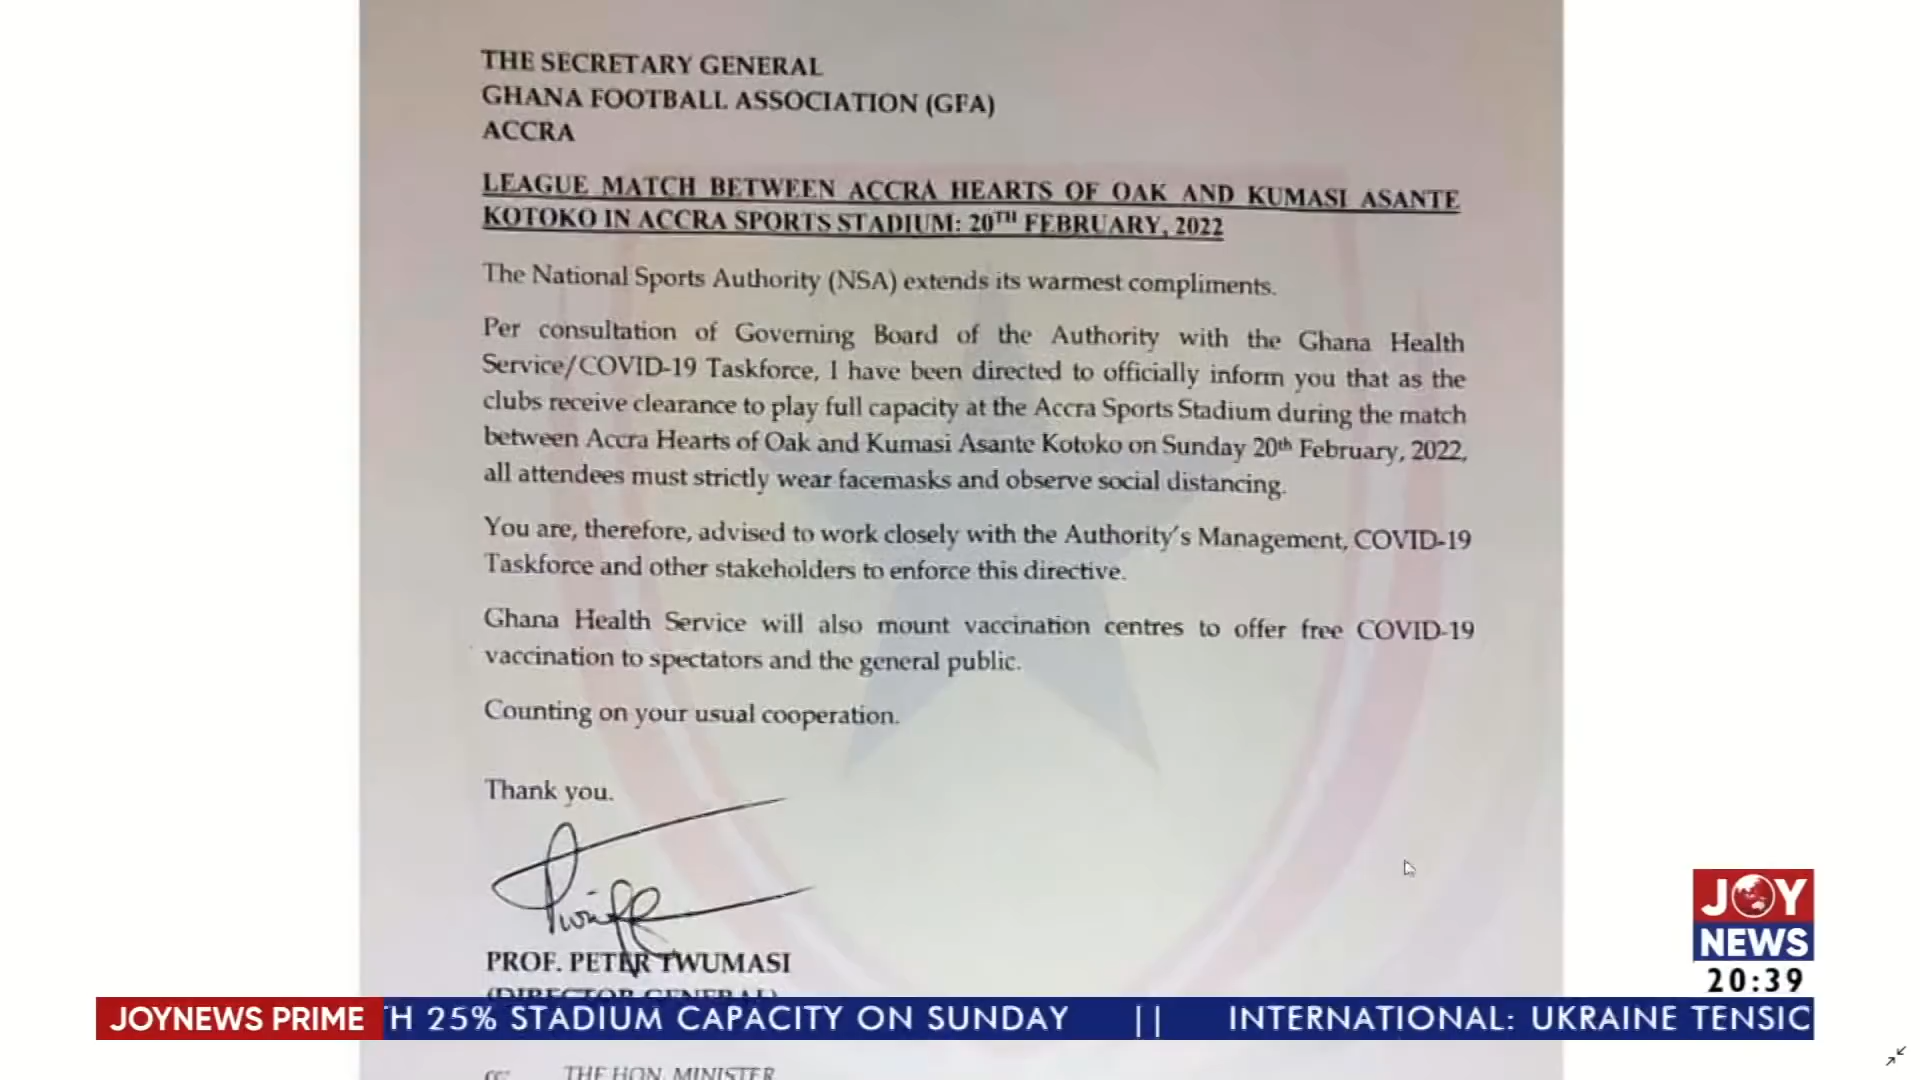 THE SECRETARY GENERAL
GHANA FOOTBALL ASSOCIATION (GFA)
ACCRA
LEAGUE MATCH BETWEEN ACCRA HEARTS OF OAK AND KUMASI ASANTE
KOTOKO IN ACCRA SPORTS STADIUM: 20TH FEBRUARY, 2022
The National Sports Authority (NSA) extends its warmest compliments.
Per consultation of Governing Board of the Authority with the Ghana Health
Service/COVID-19 Taskforce, I have been directed to officially inform you that as the
clubs receive clearance to play full capacity at the Accra Sports Stadium during the match
between Accra Hearts of Oak and Kumasi Asante Kotoko on Sunday 20th February, 2022,
all attendees must strictly wear facemasks and observe social distancing.
You are, therefore, advised to work closely with the Authority's Management, COVID-19
Taskforce and other stakeholders to enforce this directive.
Ghana Health Service will also mount vaccination centres to offer free COVID-19
vaccination to spectators and the general public.
Counting on your usual cooperation.
Thank you.
PROF. PETER TWUMASI
(DIRECTOR GENERAL)
JOY
NEWS
20:39
JOYNEWS PRIME
H 25% STADIUM CAPACITY ON SUNDAY || INTERNATIONAL: UKRAINE TENSIO
cc: THE HON. MINISTER